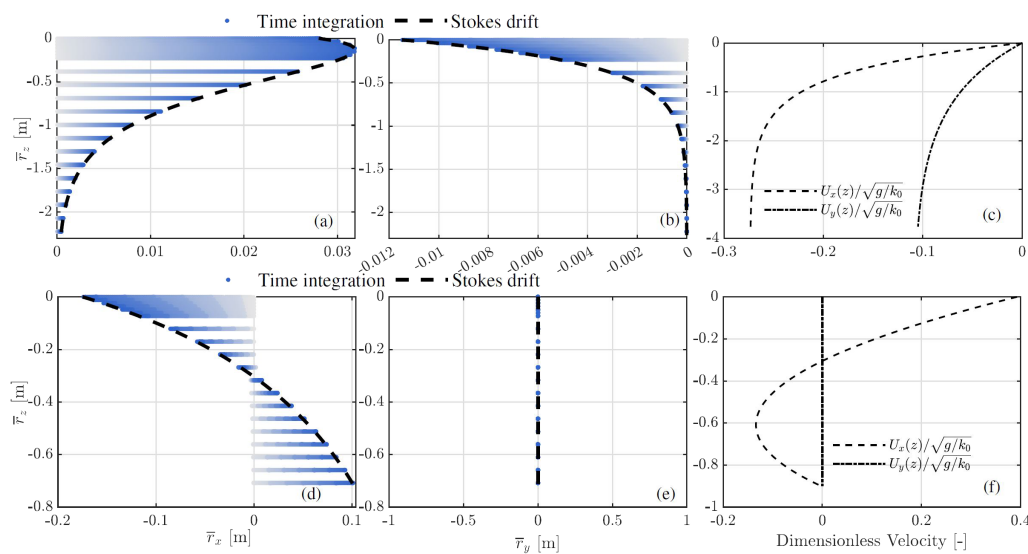 Time integration Stokes drift
0
-0.5
-1
-1.5
-2
r̅_z [m]
(a)
0 0.01 0.02 0.03
0
-0.5
-1
-1.5
-2
(b)
-0.012 -0.01 -0.008 -0.006 -0.004 -0.002 0
0
-1
-2
-3
-4
U_x(z)/√g/k_0
U_y(z)/√g/k_0
(c)
-0.3 -0.2 -0.1 0
Time integration Stokes drift
0
-0.2
-0.4
-0.6
-0.8
r̅_z [m]
(d)
-0.2 -0.1 0 0.1
r̅_x [m]
0
-0.2
-0.4
-0.6
-0.8
(e)
-1 -0.5 0 0.5 1
r̅_y [m]
0
-0.2
-0.4
-0.6
-0.8
-1
U_x(z)/√g/k_0
U_y(z)/√g/k_0
(f)
-0.2 0 0.2 0.4
Dimensionless Velocity [-]